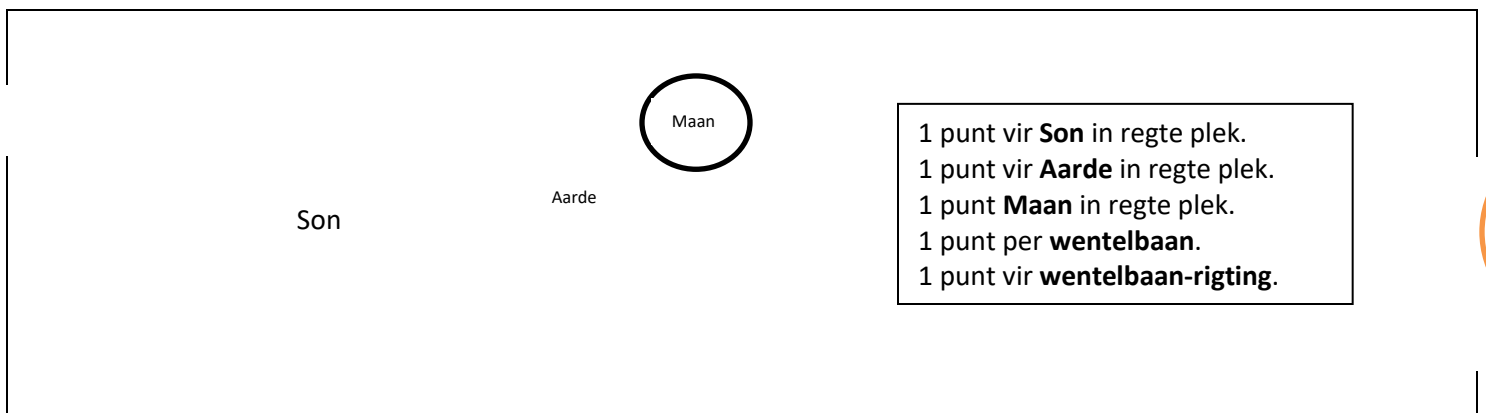 Maan
Aarde
Son
1 punt vir Son in regte plek.
1 punt vir Aarde in regte plek.
1 punt Maan in regte plek.
1 punt per wentelbaan.
1 punt vir wentelbaan-rigting.